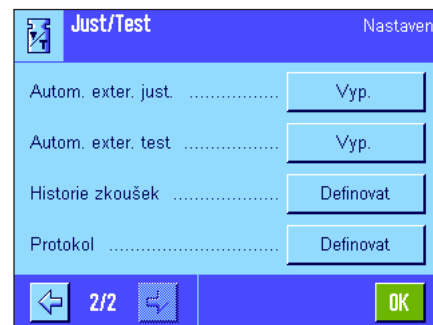 Just/Test
Nastaven
Autom. exter. just. ................. Vyp.
Autom. exter. test ................. Vyp.
Historie zkoušek ................... Definovat
Protokol ............................... Definovat
2/2
OK